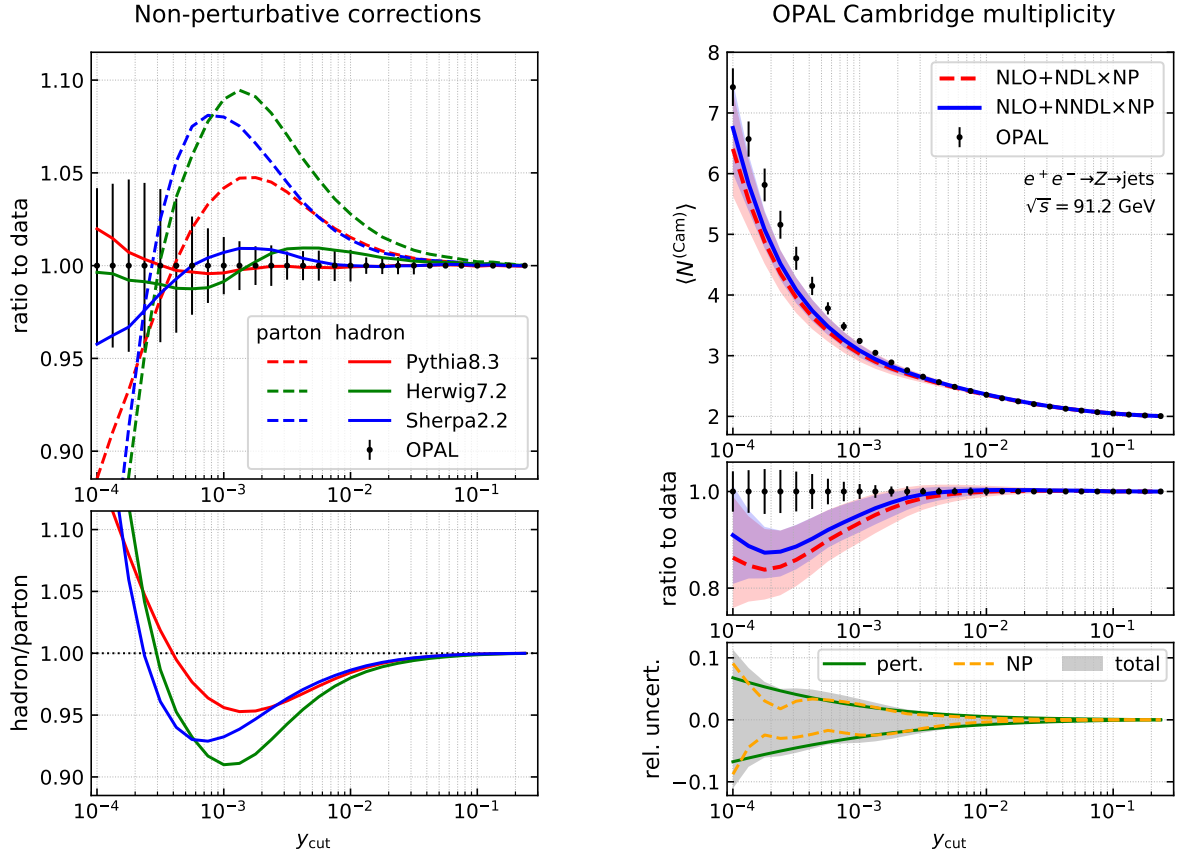 Non-perturbative corrections
1.10
1.05
1.00
0.95
0.90
ratio to data
parton hadron
Pythia8.3
Herwig7.2
Sherpa2.2
OPAL
10⁻⁴ 10⁻³ 10⁻² 10⁻¹
1.10
1.05
1.00
0.95
0.90
hadron/parton
10⁻⁴ 10⁻³ 10⁻² 10⁻¹
y_cut
OPAL Cambridge multiplicity
8
7
6
5
4
3
2
⟨N^(Cam)⟩
NLO+NDL×NP
NLO+NNDL×NP
OPAL
e⁺e⁻→Z→jets
√s = 91.2 GeV
10⁻⁴ 10⁻³ 10⁻² 10⁻¹
1.0
0.8
ratio to data
10⁻⁴ 10⁻³ 10⁻² 10⁻¹
0.1
0.0
−0.1
rel. uncert.
pert. NP total
10⁻⁴ 10⁻³ 10⁻² 10⁻¹
y_cut